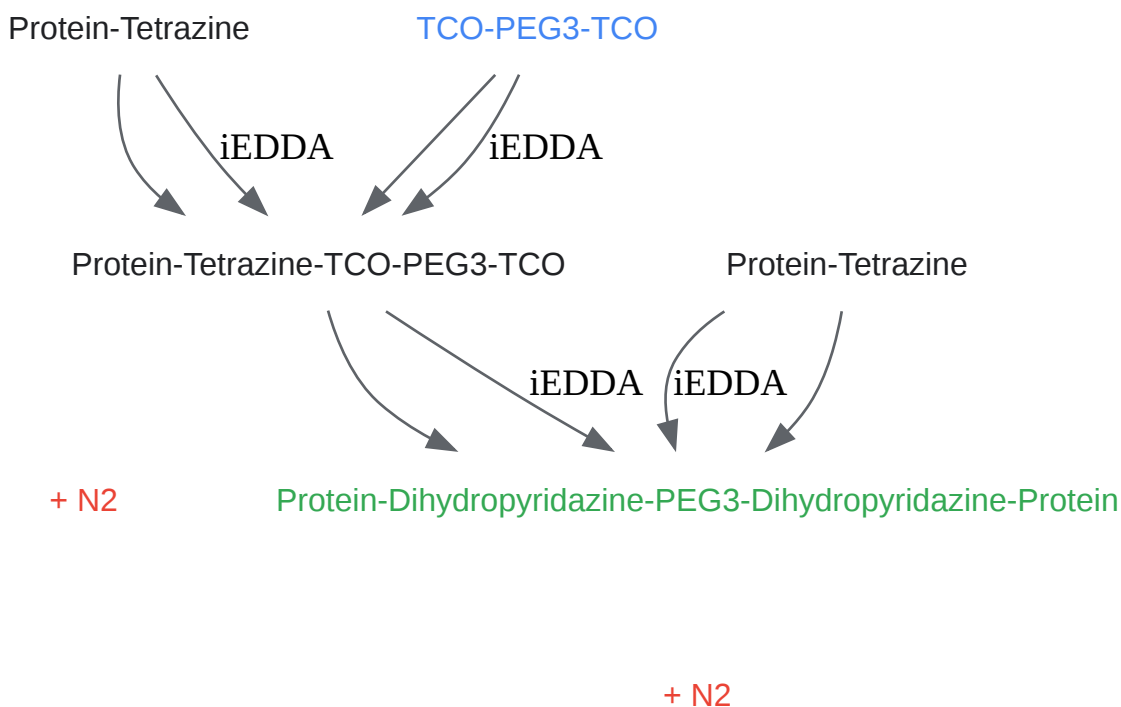 Protein-Tetrazine
TCO-PEG3-TCO
iEDDA
iEDDA
Protein-Tetrazine-TCO-PEG3-TCO
Protein-Tetrazine
iEDDA
iEDDA
+ N2
Protein-Dihydropyridazine-PEG3-Dihydropyridazine-Protein
+ N2